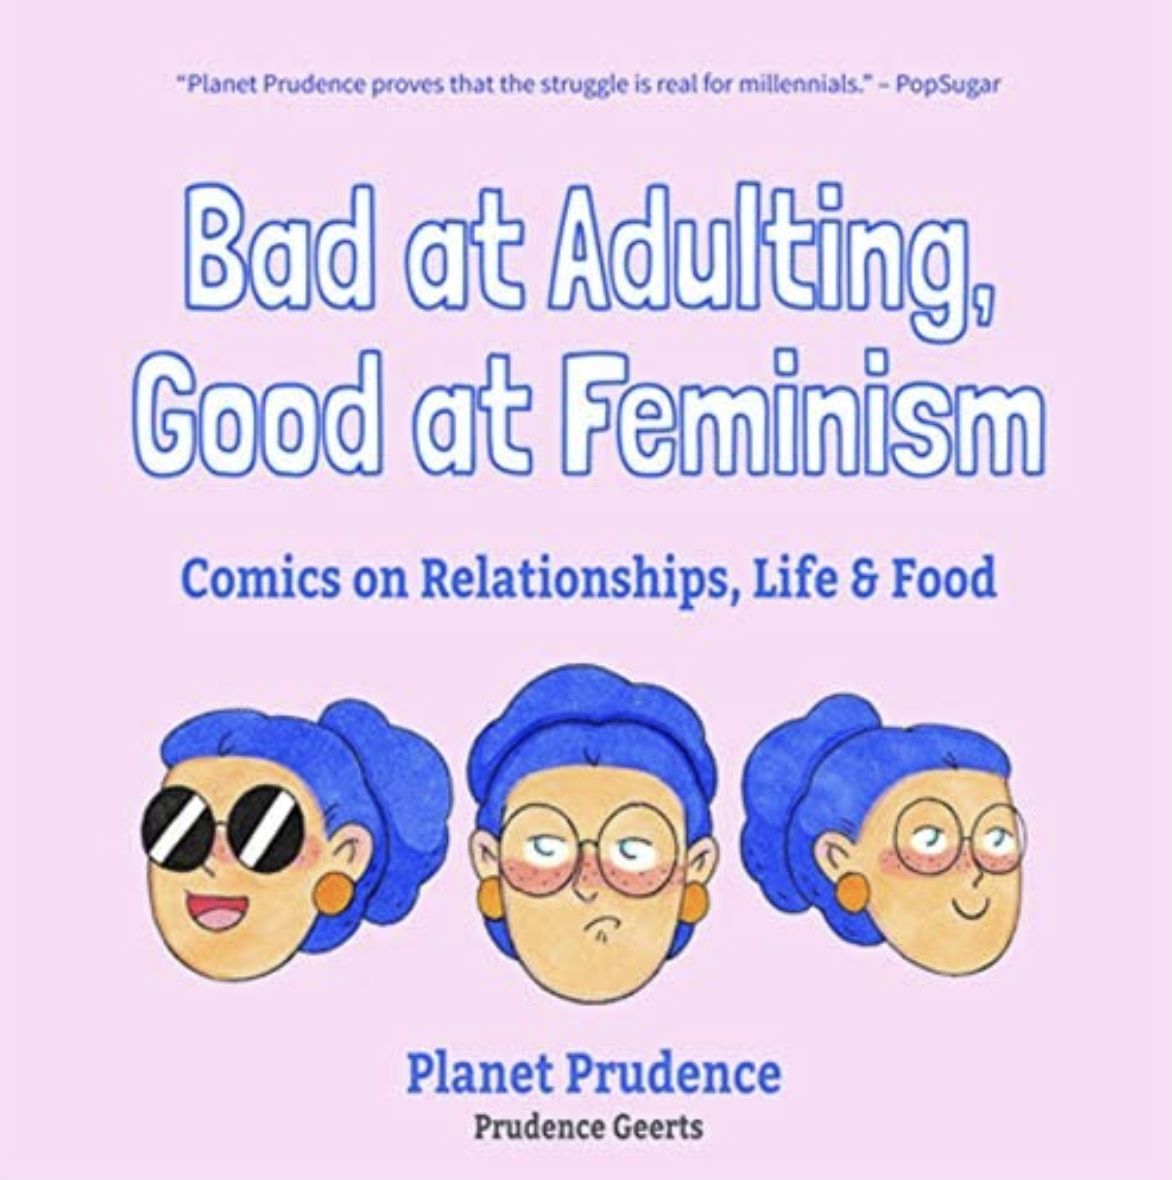 “Planet Prudence proves that the struggle is real for millennials.” – PopSugar
Bad at Adulting,
Good at Feminism
Comics on Relationships, Life & Food
Planet Prudence
Prudence Geerts